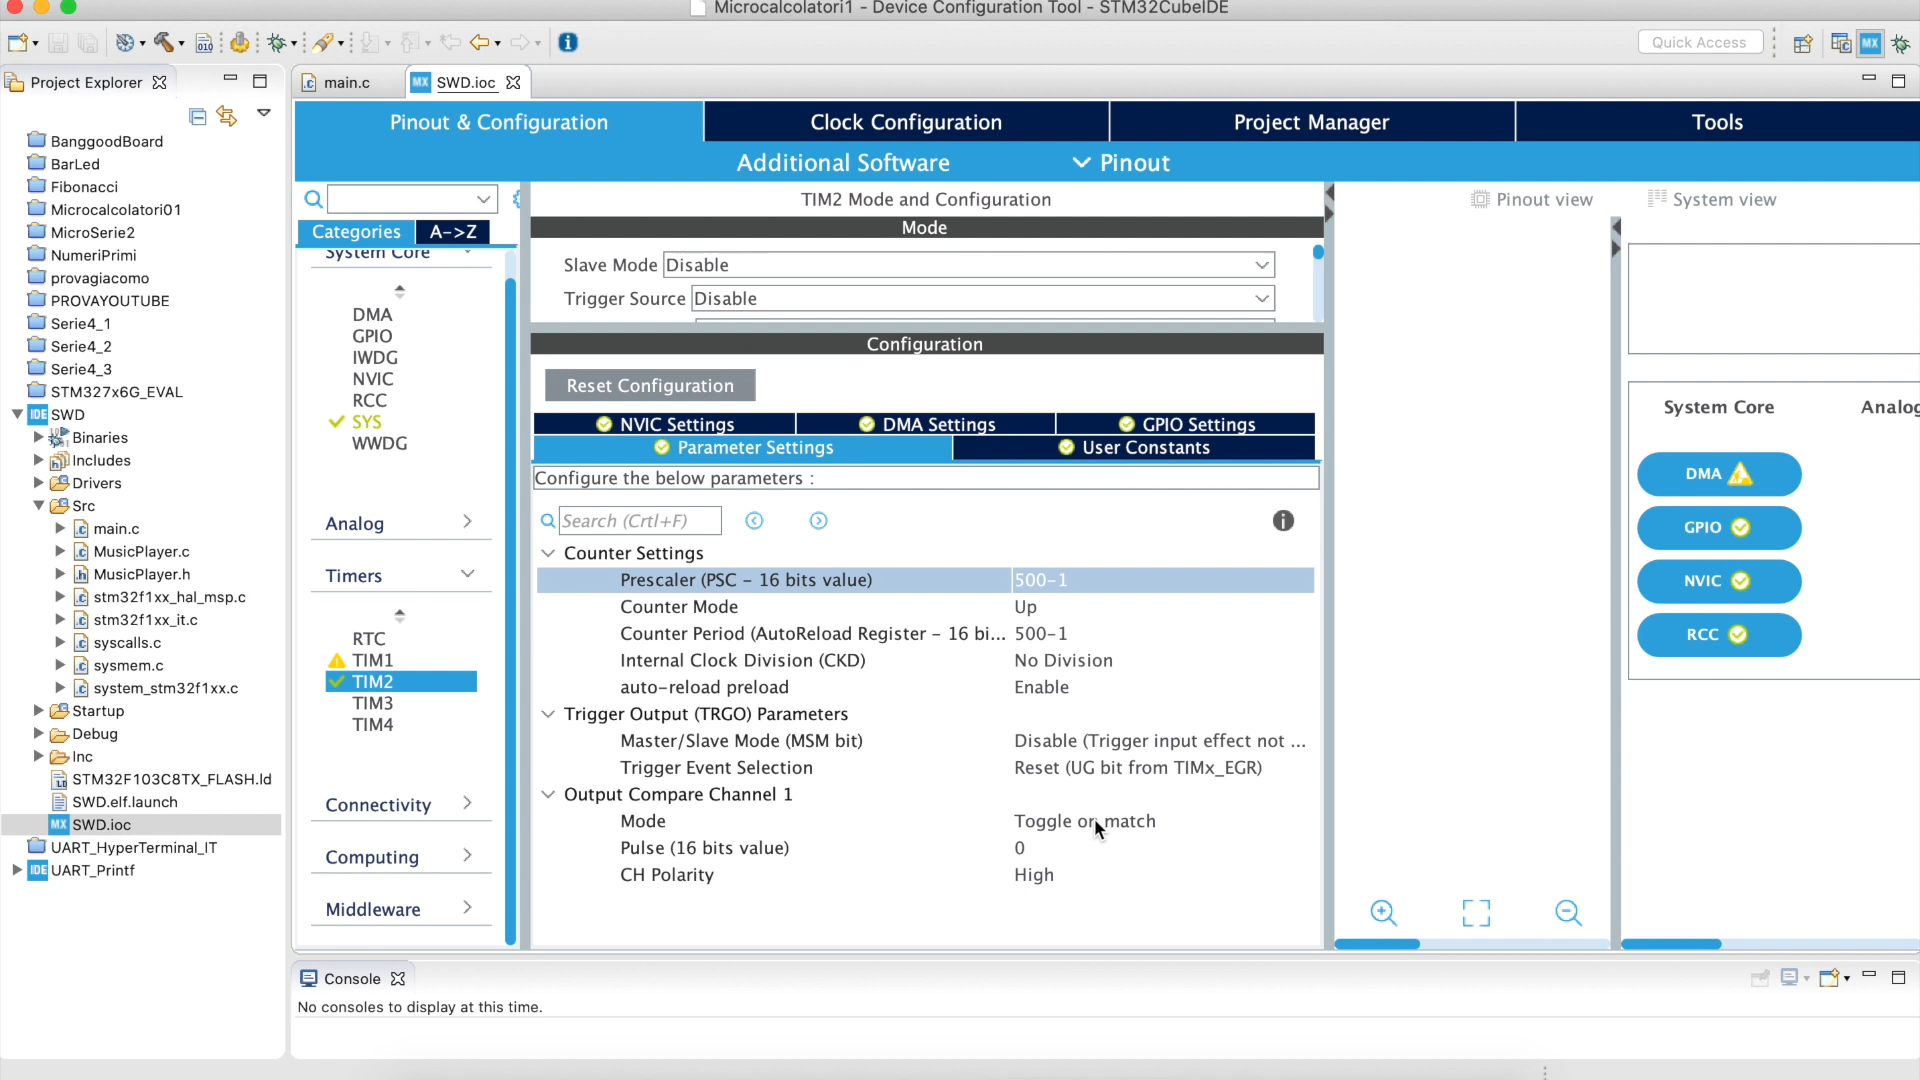 Microcalcolatori1 - Device Configuration Tool - STM32CubeIDE
010
Quick Access
MX
Project Explorer
main.c
MX SWD.ioc
Pinout & Configuration
Clock Configuration
Project Manager
Tools
Additional Software
Pinout
BanggoodBoard
BarLed
Fibonacci
Microcalcolatori01
MicroSerie2
NumeriPrimi
provagiacomo
PROVAYOUTUBE
Serie4_1
Serie4_2
Serie4_3
STM327x6G_EVAL
IDE SWD
Binaries
Includes
Drivers
Src
main.c
MusicPlayer.c
MusicPlayer.h
stm32f1xx_hal_msp.c
stm32f1xx_it.c
syscalls.c
sysmem.c
system_stm32f1xx.c
Startup
Debug
Inc
STM32F103C8TX_FLASH.ld
SWD.elf.launch
MX SWD.ioc
UART_HyperTerminal_IT
IDE UART_Printf
Categories
A->Z
System Core
DMA
GPIO
IWDG
NVIC
RCC
SYS
WWDG
Analog
Timers
RTC
TIM1
TIM2
TIM3
TIM4
Connectivity
Computing
Middleware
TIM2 Mode and Configuration
Mode
Slave Mode Disable
Trigger Source Disable
Configuration
Reset Configuration
NVIC Settings
DMA Settings
GPIO Settings
Parameter Settings
User Constants
Configure the below parameters :
Search (Crtl+F)
Counter Settings
Prescaler (PSC - 16 bits value) 500-1
Counter Mode Up
Counter Period (AutoReload Register - 16 bi... 500-1
Internal Clock Division (CKD) No Division
auto-reload preload Enable
Trigger Output (TRGO) Parameters
Master/Slave Mode (MSM bit) Disable (Trigger input effect not ...
Trigger Event Selection Reset (UG bit from TIMx_EGR)
Output Compare Channel 1
Mode Toggle on match
Pulse (16 bits value) 0
CH Polarity High
Pinout view
System view
System Core
Analog
DMA
GPIO
NVIC
RCC
Console
No consoles to display at this time.